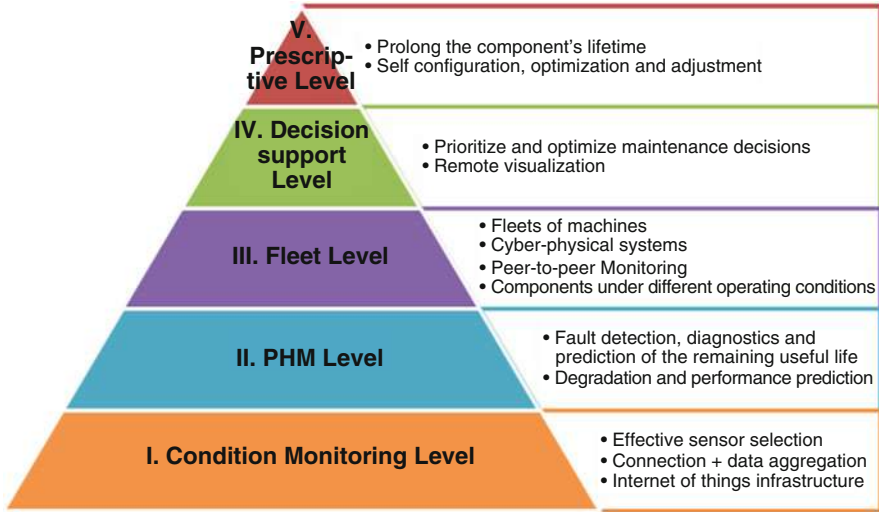 V.
Prescrip-
tive Level
• Prolong the component's lifetime
• Self configuration, optimization and adjustment
IV. Decision
support
Level
• Prioritize and optimize maintenance decisions
• Remote visualization
III. Fleet Level
• Fleets of machines
• Cyber-physical systems
• Peer-to-peer Monitoring
• Components under different operating conditions
II. PHM Level
• Fault detection, diagnostics and
prediction of the remaining useful life
• Degradation and performance prediction
I. Condition Monitoring Level
• Effective sensor selection
• Connection + data aggregation
• Internet of things infrastructure